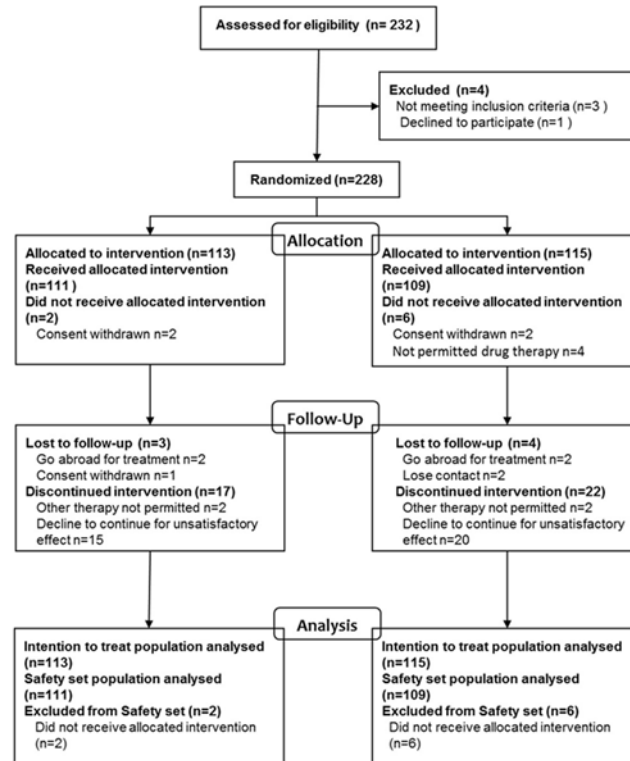 Assessed for eligibility (n= 232)
Excluded (n=4)
Not meeting inclusion criteria (n=3 )
Declined to participate (n=1 )
Randomized (n=228)
Allocation
Allocated to intervention (n=113)
Received allocated intervention
(n=111 )
Did not receive allocated intervention
(n=2)
Consent withdrawn n=2
Allocated to intervention (n=115)
Received allocated intervention
(n=109)
Did not receive allocated intervention
(n=6)
Consent withdrawn n=2
Not permitted drug therapy n=4
Follow-Up
Lost to follow-up (n=3)
Go abroad for treatment n=2
Consent withdrawn n=1
Discontinued intervention (n=17)
Other therapy not permitted n=2
Decline to continue for unsatisfactory
effect n=15
Lost to follow-up (n=4)
Go abroad for treatment n=2
Lose contact n=2
Discontinued intervention (n=22)
Other therapy not permitted n=2
Decline to continue for unsatisfactory
effect n=20
Analysis
Intention to treat population analysed
(n=113)
Safety set population analysed
(n=111)
Excluded from Safety set (n=2)
Did not receive allocated intervention
(n=2)
Intention to treat population analysed
(n=115)
Safety set population analysed
(n=109)
Excluded from Safety set (n=6)
Did not receive allocated intervention
(n=6)